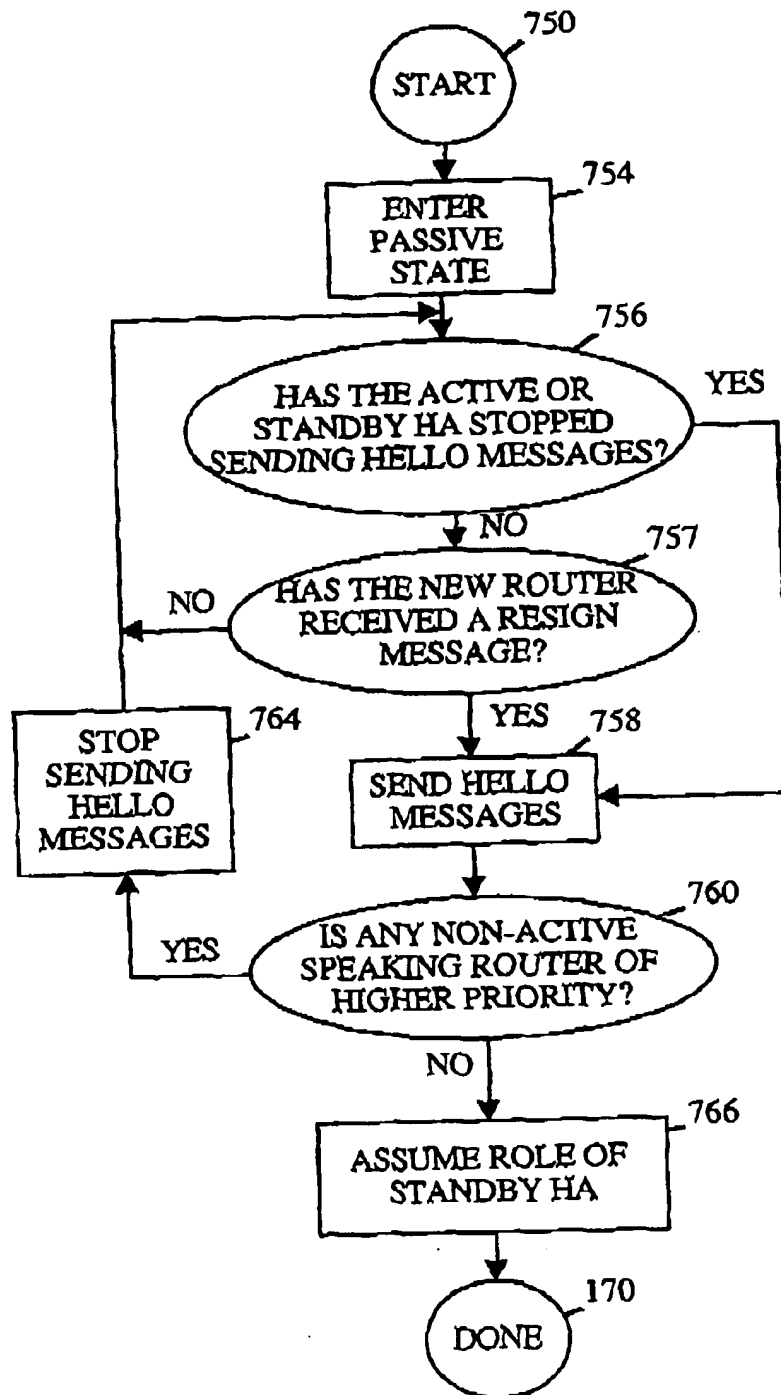 750
START
754
ENTER
PASSIVE
STATE
756
HAS THE ACTIVE OR
STANDBY HA STOPPED
SENDING HELLO MESSAGES?
YES
NO
757
HAS THE NEW ROUTER
RECEIVED A RESIGN
MESSAGE?
NO
YES
764
STOP
SENDING
HELLO
MESSAGES
758
SEND HELLO
MESSAGES
760
IS ANY NON-ACTIVE
SPEAKING ROUTER OF
HIGHER PRIORITY?
YES
NO
766
ASSUME ROLE OF
STANDBY HA
170
DONE